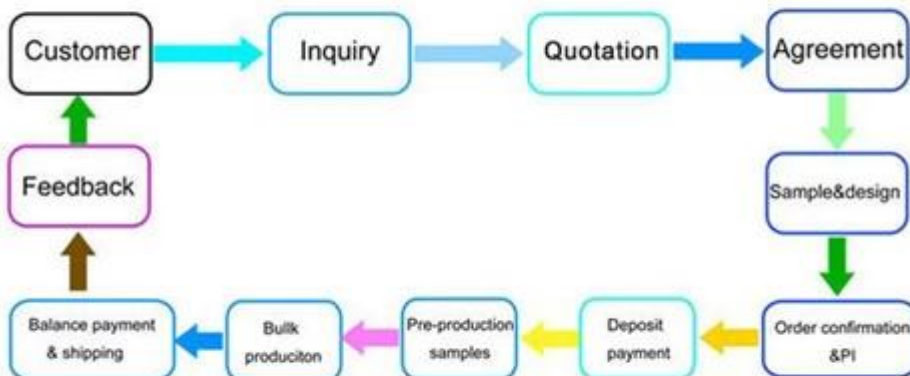 Customer
Inquiry
Quotation
Agreement
Sample&design
Order confirmation
&PI
Deposit
payment
Pre-production
samples
Bullk
produciton
Balance payment
& shipping
Feedback